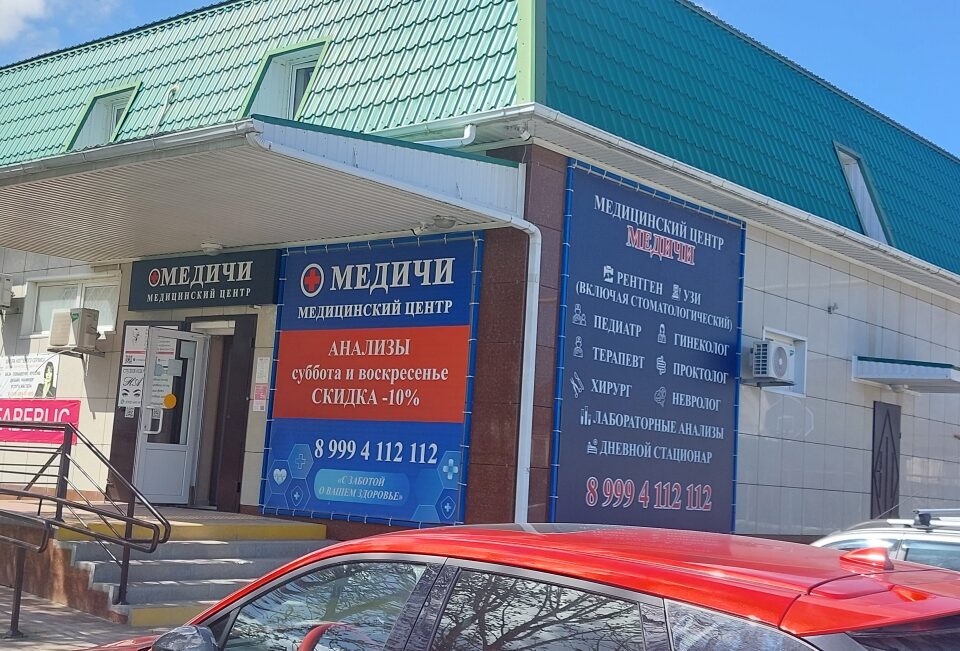 МЕДИЧИ
МЕДИЦИНСКИЙ ЦЕНТР
МЕДИЧИ
МЕДИЦИНСКИЙ ЦЕНТР
АНАЛИЗЫ
суббота и воскресенье
СКИДКА -10%
8 999 4 112 112
«С ЗАБОТОЙ
О ВАШЕМ ЗДОРОВЬЕ»
МЕДИЦИНСКИЙ ЦЕНТР
МЕДИЧИ
РЕНТГЕН УЗИ
(ВКЛЮЧАЯ СТОМАТОЛОГИЧЕСКИЙ)
ПЕДИАТР ГИНЕКОЛОГ
ТЕРАПЕВТ ПРОКТОЛОГ
ХИРУРГ НЕВРОЛОГ
ЛАБОРАТОРНЫЕ АНАЛИЗЫ
ДНЕВНОЙ СТАЦИОНАР
8 999 4 112 112
FABERLIC